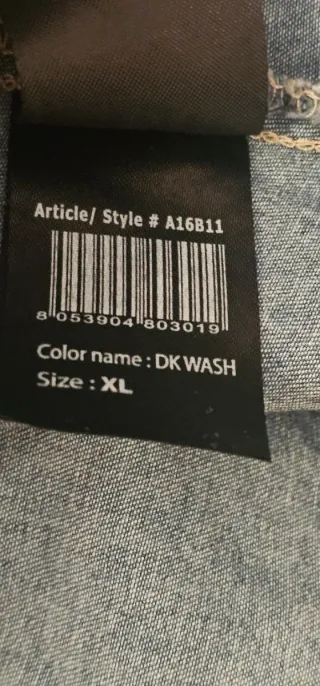 Article/ Style # A16B11
8 053904 803019
Color name : DK WASH
Size : XL